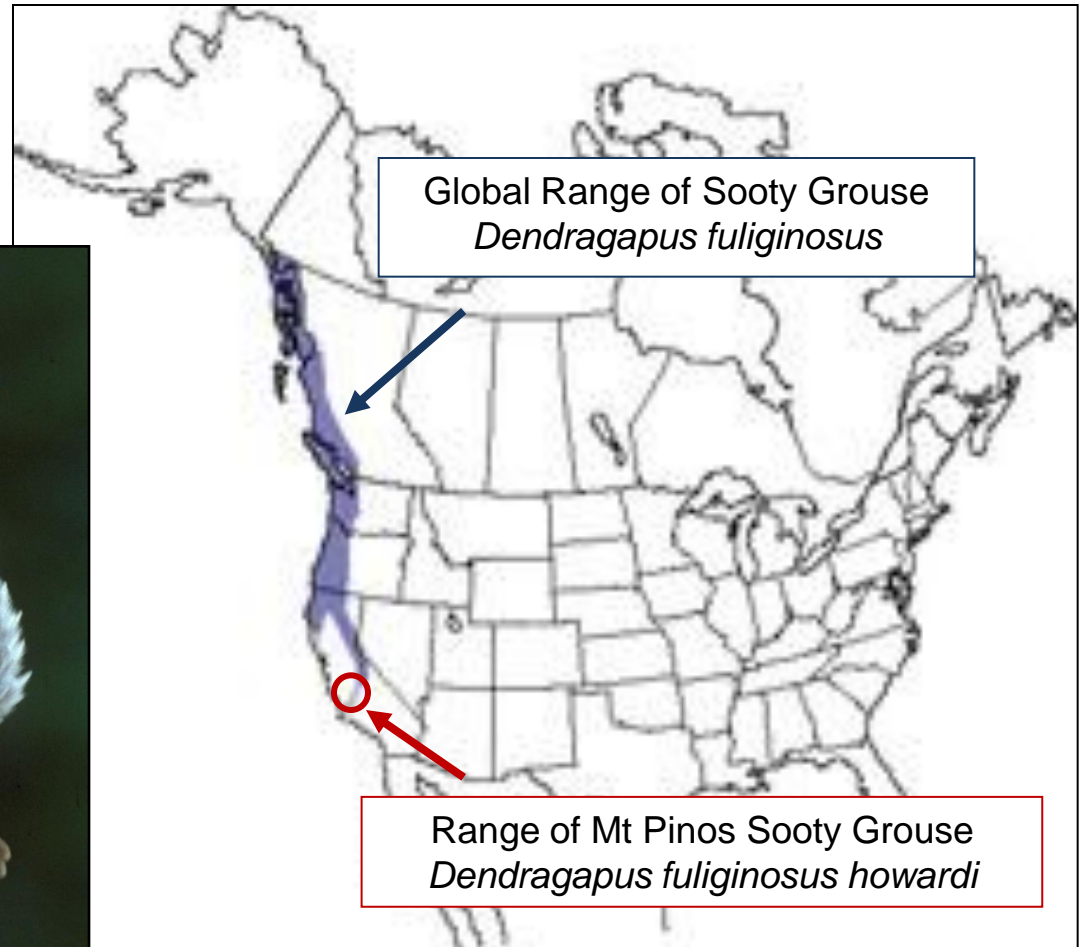 Global Range of Sooty Grouse
Dendragapus fuliginosus
Range of Mt Pinos Sooty Grouse
Dendragapus fuliginosus howardi